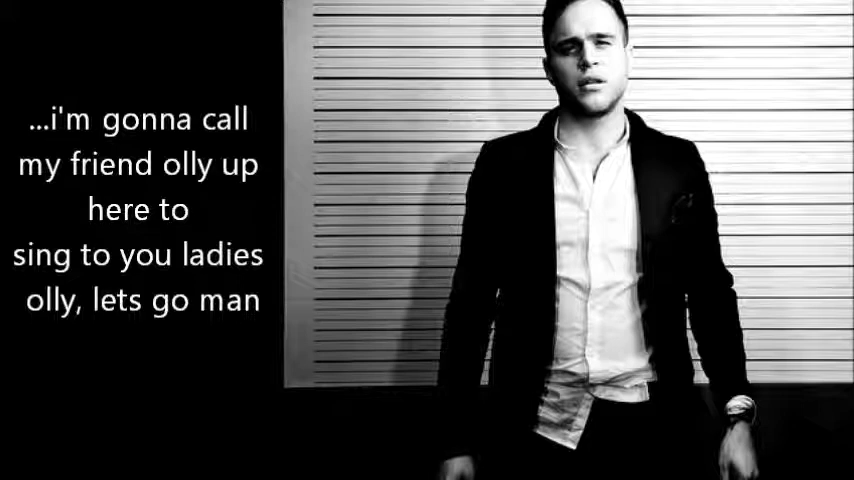 ...i'm gonna call
my friend olly up
here to
sing to you ladies
olly, lets go man